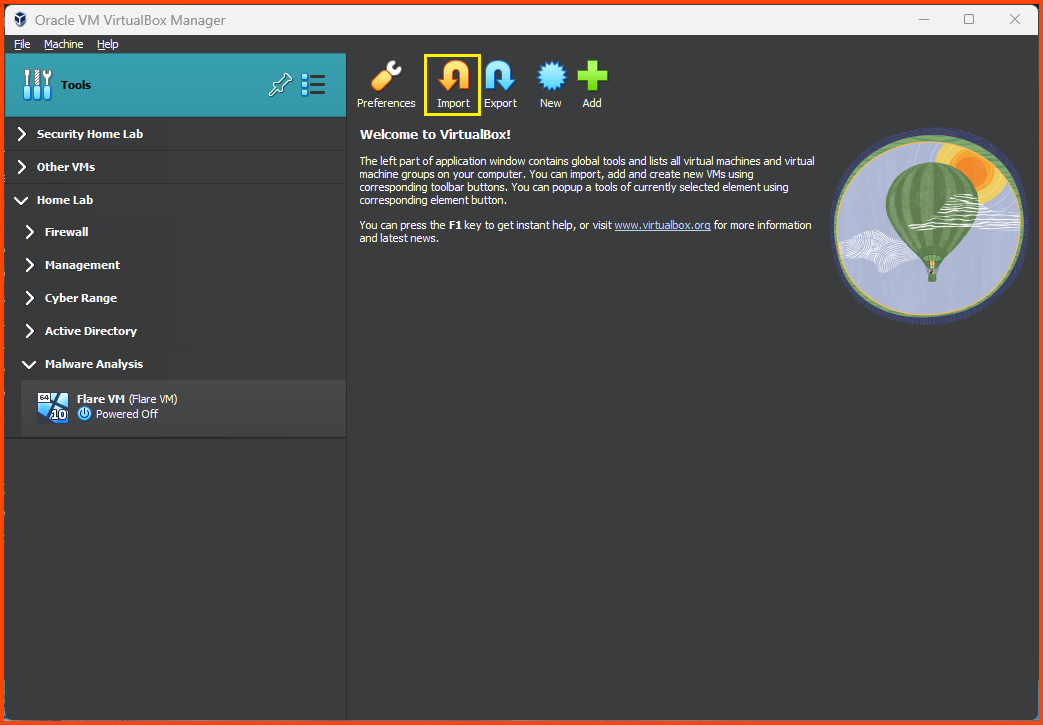 Oracle VM VirtualBox Manager
File Machine Help
Tools
Preferences Import Export New Add
Security Home Lab
Other VMs
Home Lab
Firewall
Management
Cyber Range
Active Directory
Malware Analysis
64
10
Flare VM (Flare VM)
Powered Off
Welcome to VirtualBox!
The left part of application window contains global tools and lists all virtual machines and virtual
machine groups on your computer. You can import, add and create new VMs using
corresponding toolbar buttons. You can popup a tools of currently selected element using
corresponding element button.
You can press the F1 key to get instant help, or visit www.virtualbox.org for more information
and latest news.